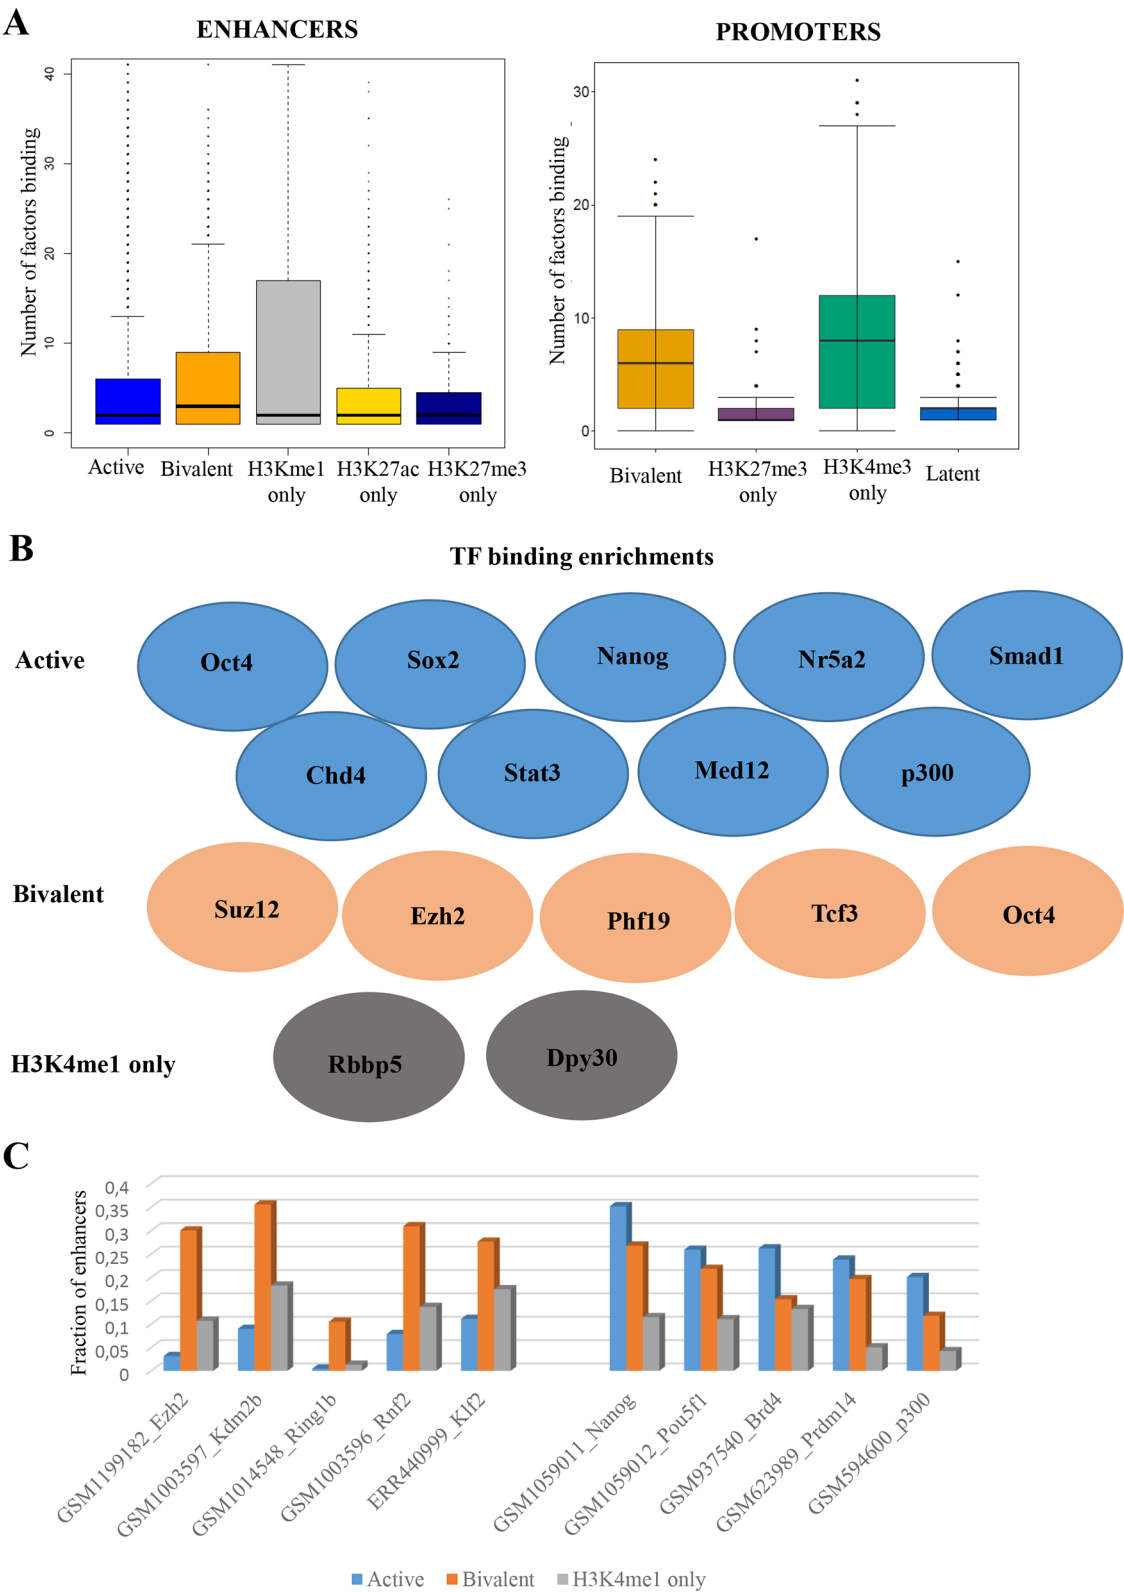 A
ENHANCERS
PROMOTERS
Number of factors binding
40
30
20
10
0
Active
Bivalent
H3Kme1
only
H3K27ac
only
H3K27me3
only
Number of factors binding
30
20
10
0
Bivalent
H3K27me3
only
H3K4me3
only
Latent
B
TF binding enrichments
Active
Oct4
Sox2
Nanog
Nr5a2
Smad1
Chd4
Stat3
Med12
p300
Bivalent
Suz12
Ezh2
Phf19
Tcf3
Oct4
H3K4me1 only
Rbbp5
Dpy30
C
Fraction of enhancers
0,4
0,35
0,3
0,25
0,2
0,15
0,1
0,05
0
GSM1199182_Ezh2
GSM1003597_Kdm2b
GSM1014548_Ring1b
GSM1003596_Rnf2
ERR440999_Klf2
GSM1059011_Nanog
GSM1059012_Pou5f1
GSM937540_Brd4
GSM623989_Prdm14
GSM594600_p300
Active
Bivalent
H3K4me1 only